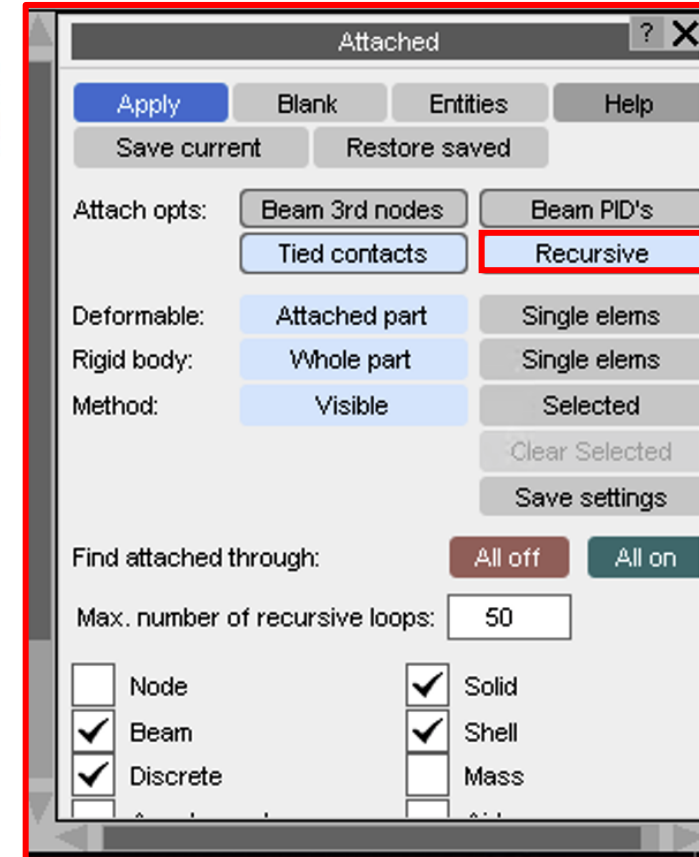 Attached ?
Apply Blank Entities Help
Save current Restore saved
Attach opts: Beam 3rd nodes Beam PID's
Tied contacts Recursive
Deformable: Attached part Single elems
Rigid body: Whole part Single elems
Method: Visible Selected
Clear Selected
Save settings
Find attached through: All off All on
Max. number of recursive loops: 50
Node Solid
Beam Shell
Discrete Mass